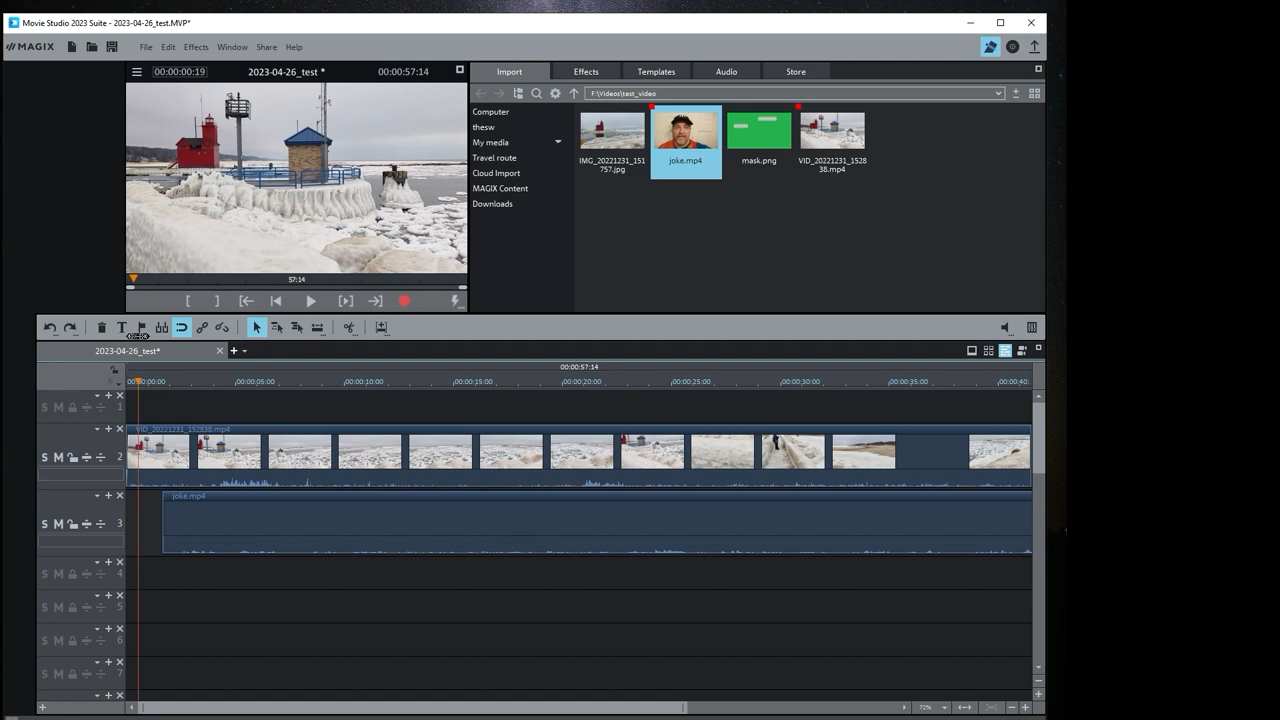 Movie Studio 2023 Suite - 2023-04-26_test.MVP*
MAGIX
File Edit Effects Window Share Help
00:00:00:19 2023-04-26_test * 00:00:57:14
Import Effects Templates Audio Store
F:\Videos\test_video
Computer
thesw
My media
Travel route
Cloud Import
MAGIX Content
Downloads
IMG_20221231_151
757.jpg
joke.mp4
mask.png
VID_20221231_1528
38.mp4
57:14
2023-04-26_test*
00:00:57:14
00:00:05:00 00:00:10:00 00:00:15:00 00:00:20:00 00:00:25:00 00:00:30:00 00:00:35:00 00:00:40:
S M 1
VID_20221231_152838.mp4
S M 2
joke.mp4
S M 3
S M 4
S M 5
S M 6
S M 7
72%